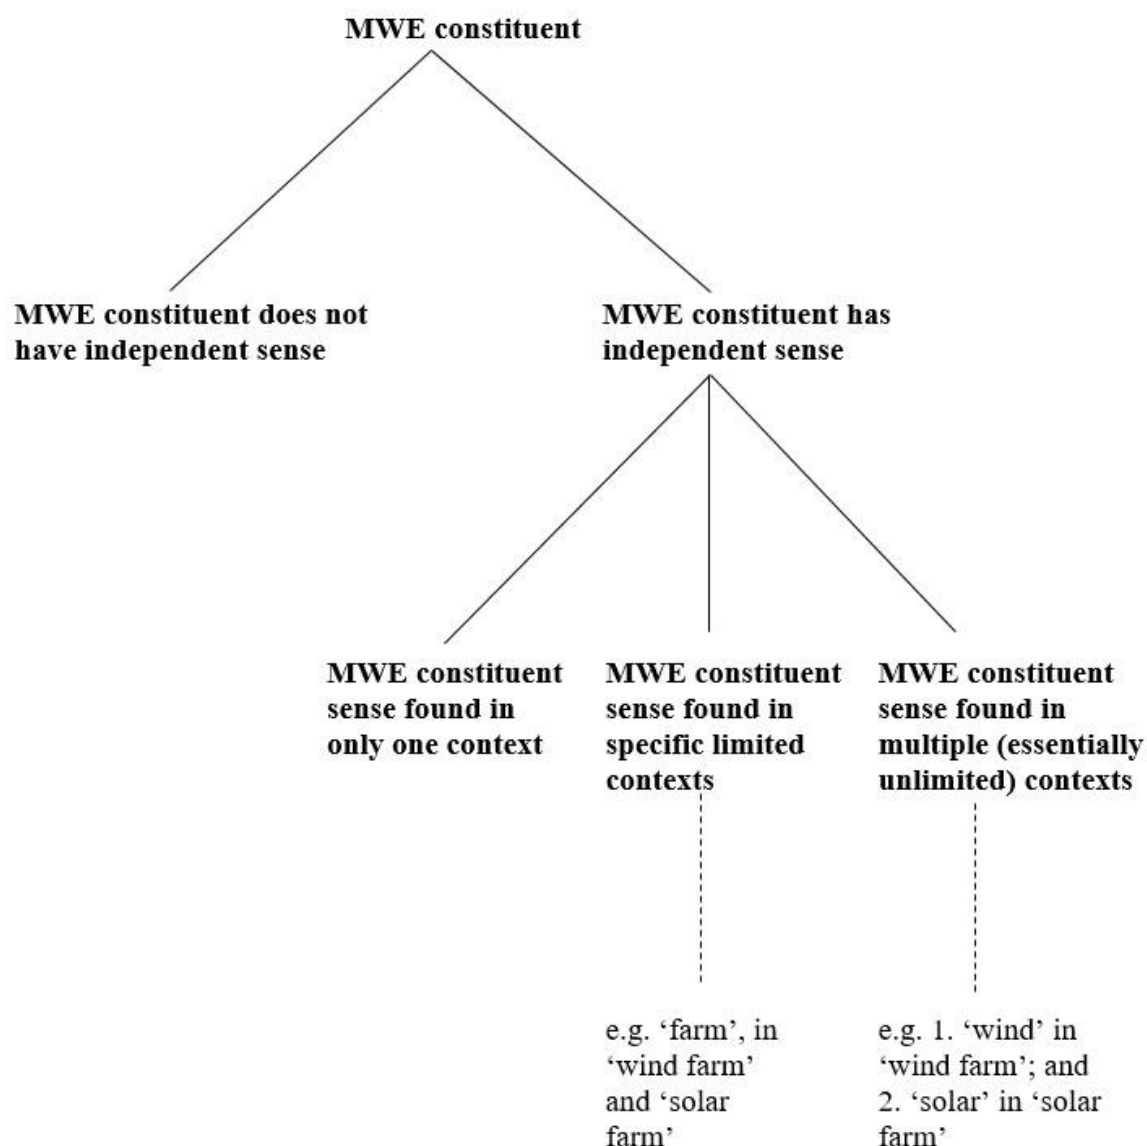 MWE constituent
MWE constituent does not
have independent sense
MWE constituent has
independent sense
MWE constituent
sense found in
only one context
MWE constituent
sense found in
specific limited
contexts
MWE constituent
sense found in
multiple (essentially
unlimited) contexts
e.g. ‘farm’, in
‘wind farm’
and ‘solar
farm’
e.g. 1. ‘wind’ in
‘wind farm’; and
2. ‘solar’ in ‘solar
farm’